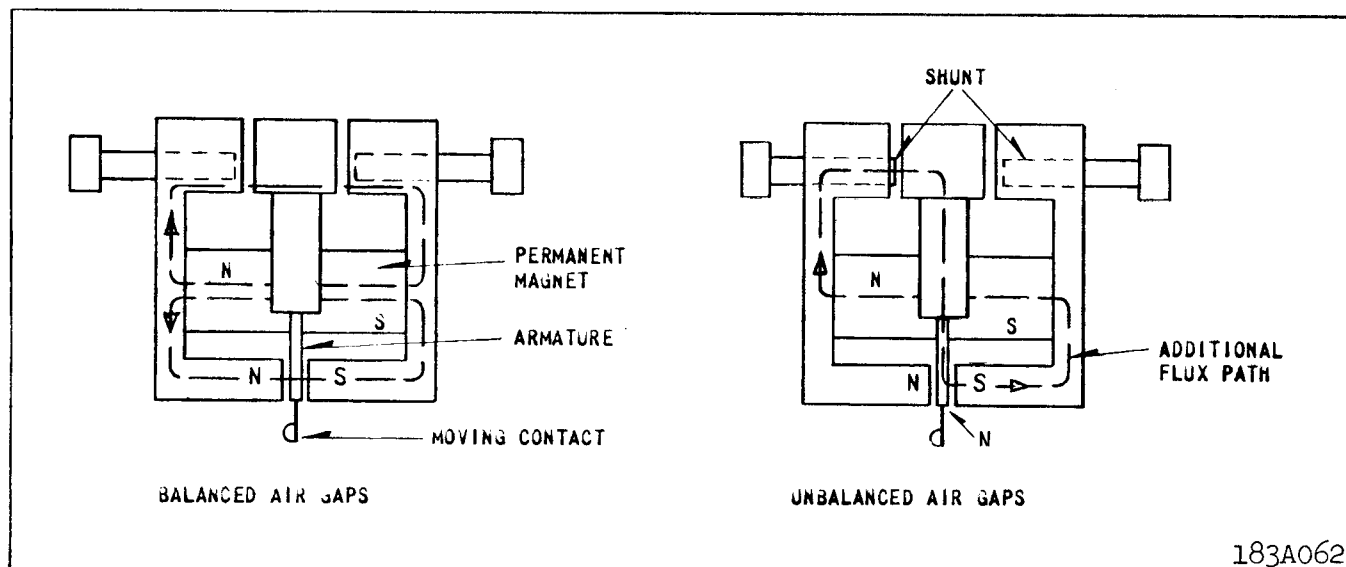 SHUNT
N
PERMANENT
MAGNET
S
ARMATURE
N S
MOVING CONTACT
BALANCED AIR GAPS
N
S
ADDITIONAL
FLUX PATH
N S
N
UNBALANCED AIR GAPS
183A062